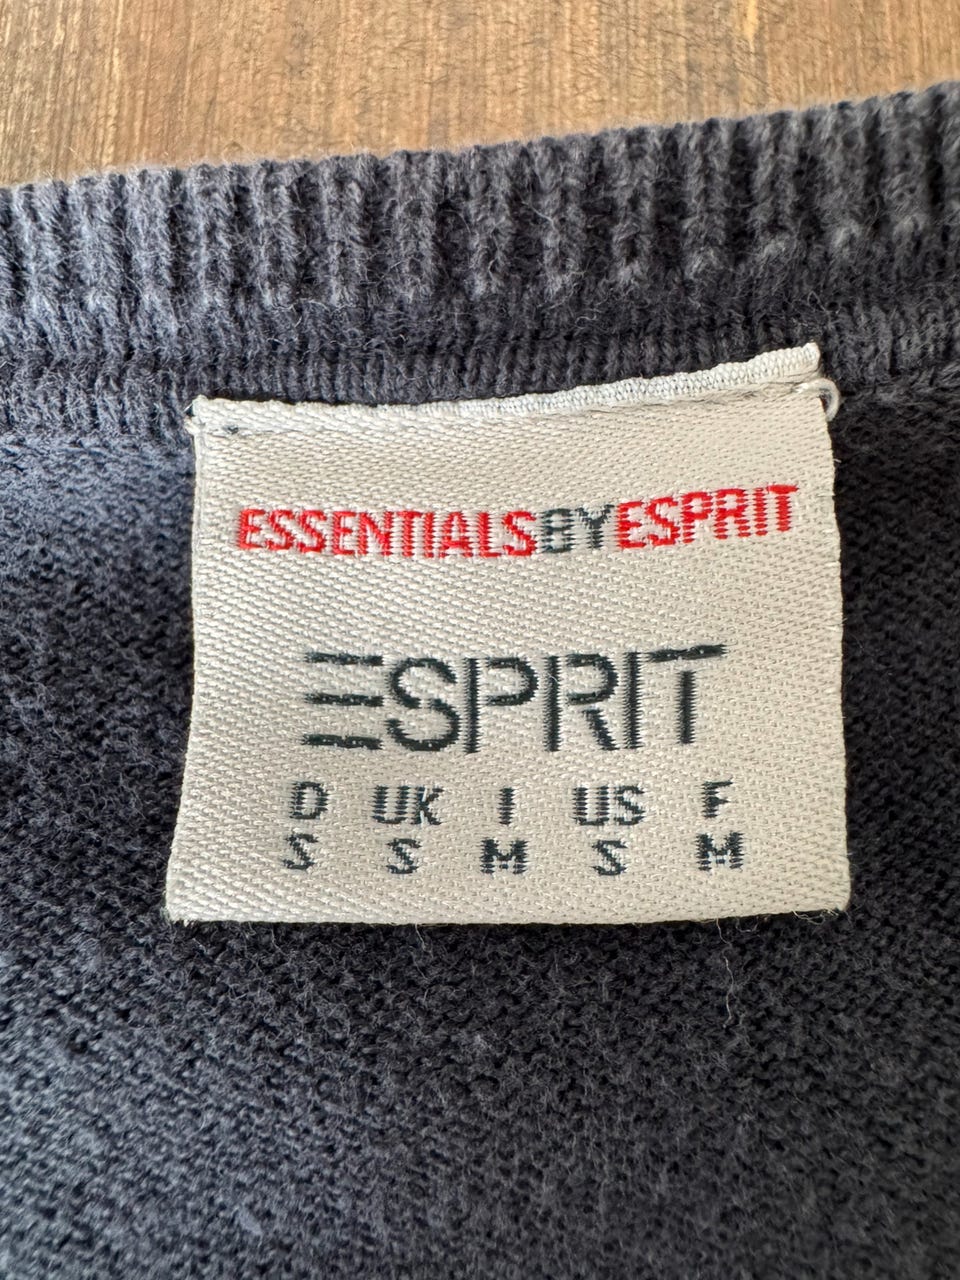 ESSENTIALSBYESPRIT
ESPRIT
D UK I US F
S S M S M